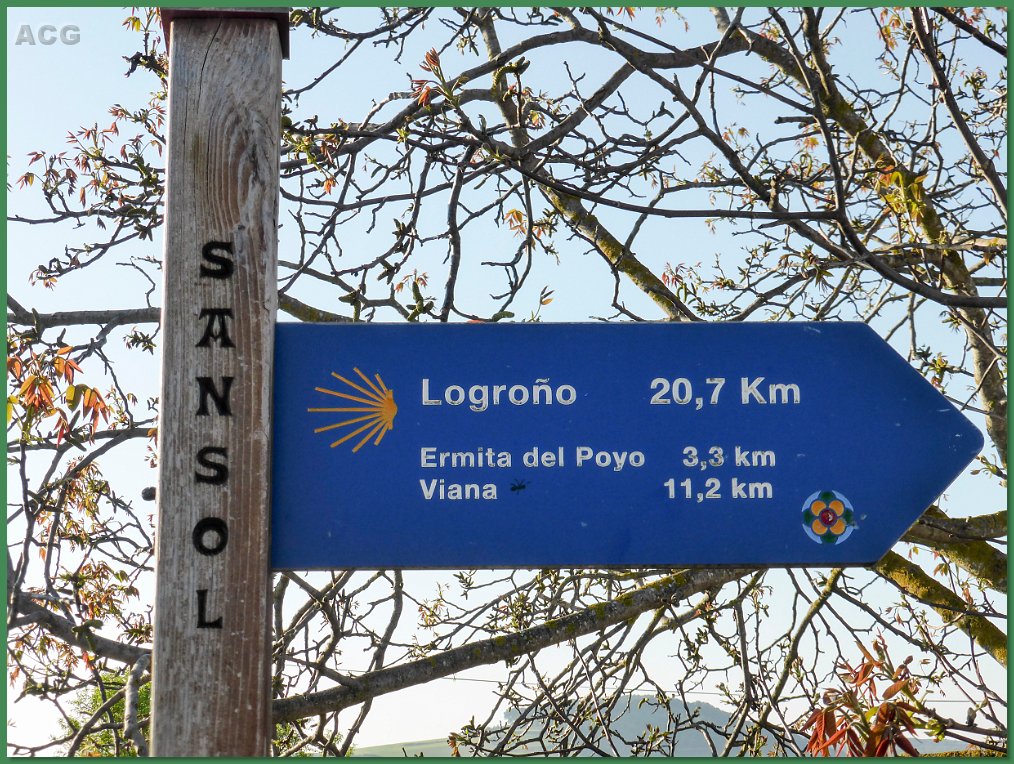 ACG
SANSOL
Logroño 20,7 Km
Ermita del Poyo 3,3 km
Viana 11,2 km